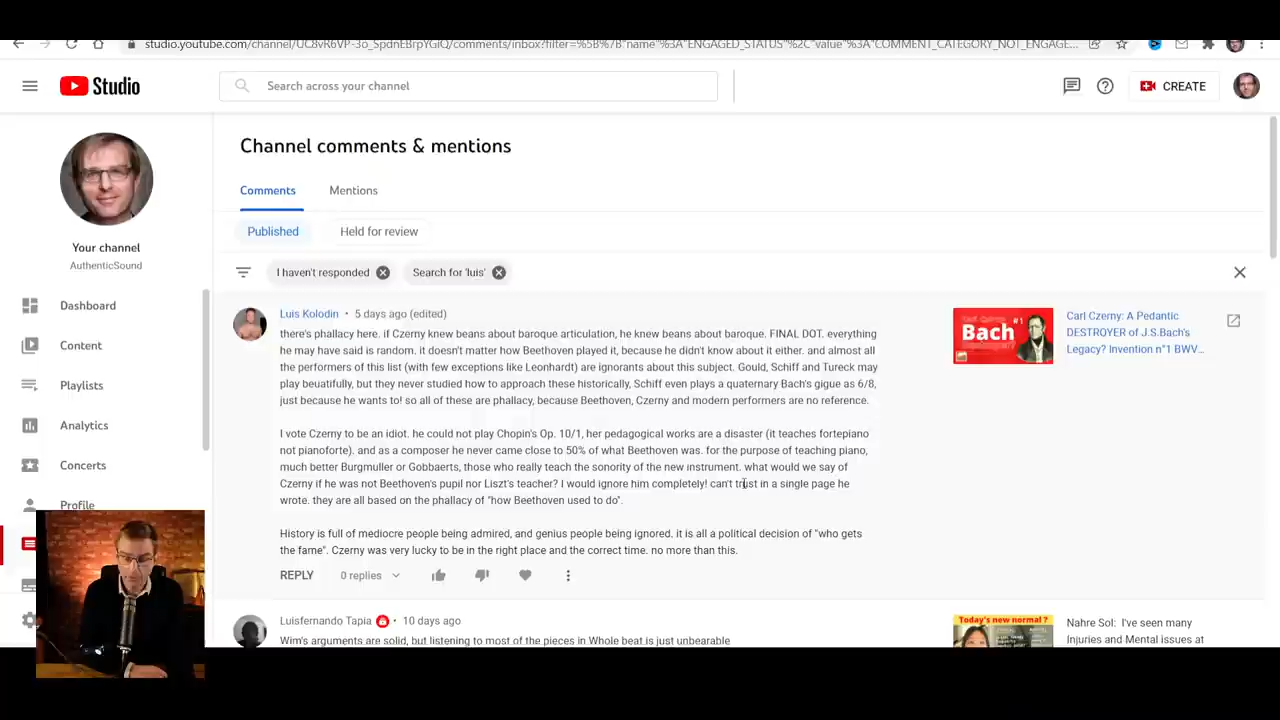 studio.youtube.com/channel/UC8vR6VP-3o_SpdnEBrpYGiQ/comments/inbox?filter=%5B%7B"name"%3A"ENGAGED_STATUS"%2C"value"%3A"COMMENT_CATEGORY_NOT_ENGAGE...
Studio
Search across your channel
CREATE
Channel comments & mentions
Comments
Mentions
Published
Held for review
I haven't responded
Search for 'luis'
Your channel
AuthenticSound
Dashboard
Content
Playlists
Analytics
Concerts
Profile
Luis Kolodin • 5 days ago (edited)
there's phallacy here. if Czerny knew beans about baroque articulation, he knew beans about baroque. FINAL DOT. everything
he may have said is random. it doesn't matter how Beethoven played it, because he didn't know about it either. and almost all
the performers of this list (with few exceptions like Leonhardt) are ignorants about this subject. Gould, Schiff and Tureck may
play beuatifully, but they never studied how to approach these historically, Schiff even plays a quaternary Bach's gigue as 6/8,
just because he wants to! so all of these are phallacy, because Beethoven, Czerny and modern performers are no reference.
I vote Czerny to be an idiot. he could not play Chopin's Op. 10/1, her pedagogical works are a disaster (it teaches fortepiano
not pianoforte). and as a composer he never came close to 50% of what Beethoven was. for the purpose of teaching piano,
much better Burgmuller or Gobbaerts, those who really teach the sonority of the new instrument. what would we say of
Czerny if he was not Beethoven's pupil nor Liszt's teacher? I would ignore him completely! can't trust in a single page he
wrote. they are all based on the phallacy of "how Beethoven used to do".
History is full of mediocre people being admired, and genius people being ignored. it is all a political decision of "who gets
the fame". Czerny was very lucky to be in the right place and the correct time. no more than this.
REPLY
0 replies
#1
Bach
Carl Czerny: A Pedantic
DESTROYER of J.S.Bach's
Legacy? Invention n°1 BWV...
Luisfernando Tapia • 10 days ago
Wim's arguments are solid, but listening to most of the pieces in Whole beat is just unbearable
Today's new normal ?
Nahre Sol: I've seen many
Injuries and Mental issues at